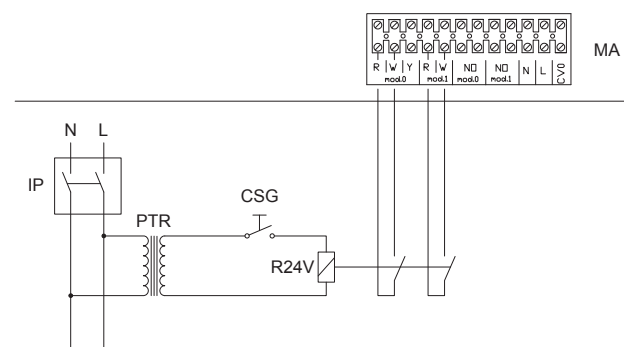 MA
R W Y R W NO NO N L CVO
mod.0 mod.1 mod.0 mod.1
N L
IP
PTR
CSG
R24V